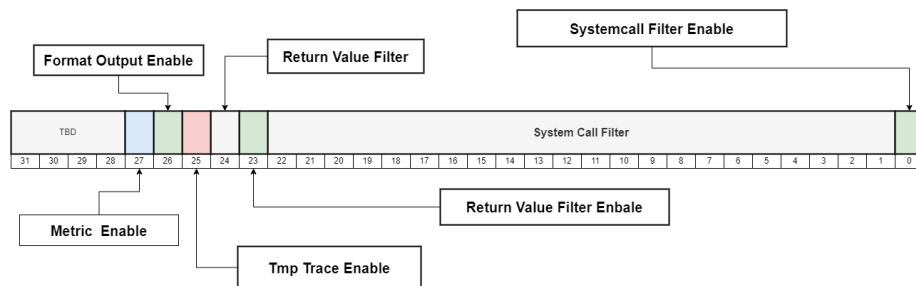 Systemcall Filter Enable
Format Output Enable
Return Value Filter
TBD
System Call Filter
31 30 29 28 27 26 25 24 23 22 21 20 19 18 17 16 15 14 13 12 11 10 9 8 7 6 5 4 3 2 1 0
Return Value Filter Enbale
Metric Enable
Tmp Trace Enable